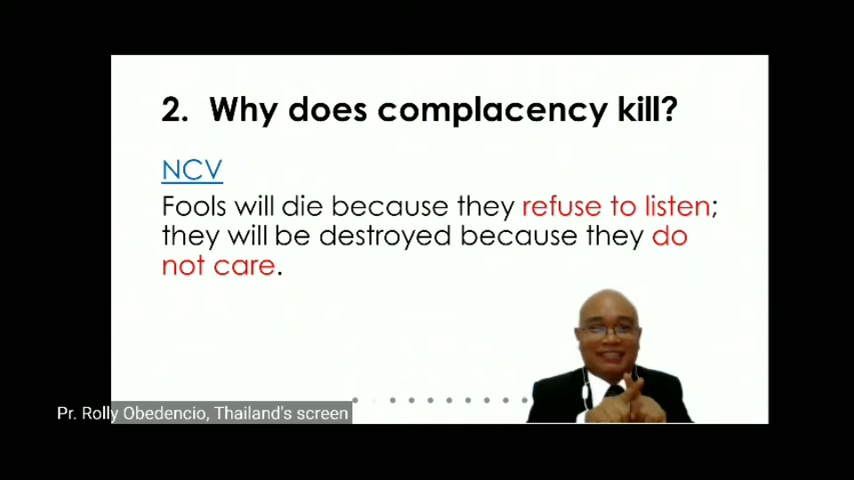 2. Why does complacency kill?
NCV
Fools will die because they refuse to listen;
they will be destroyed because they do
not care.
Pr. Rolly Obedencio, Thailand's screen